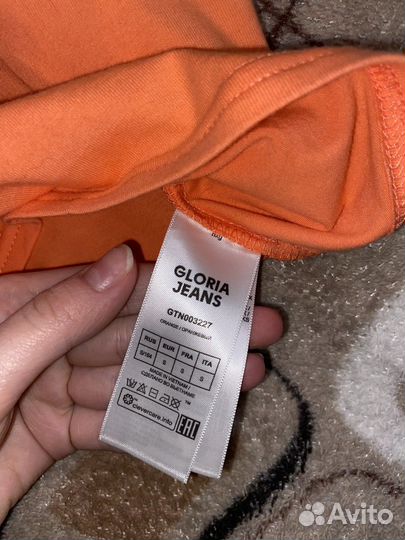 GLORIA
JEANS
GTN003227
ORANGE / ОРАНЖЕВЫЙ
RUS EUR FRA ITA
S/164 S S S
MADE IN VIETNAM /
СДЕЛАНО ВО ВЬЕТНАМЕ
clevercare.info
EAC
Avito